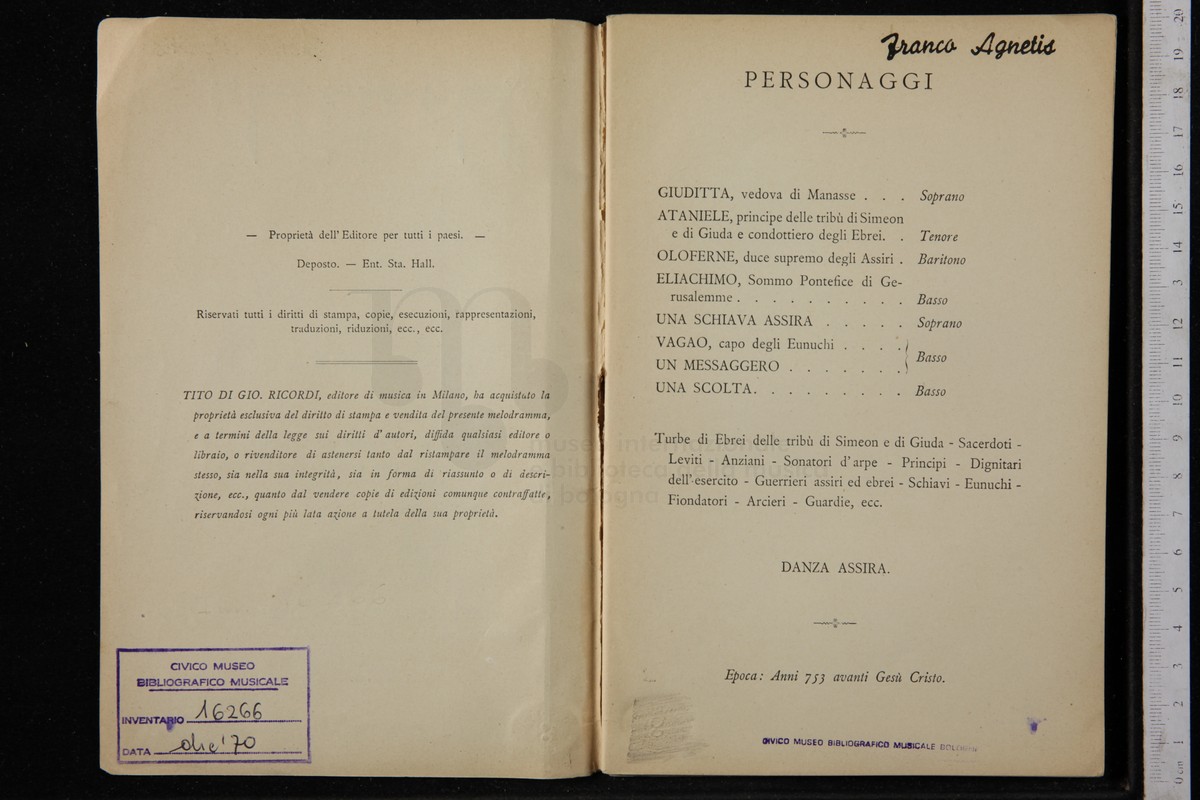 — Proprietà dell' Editore per tutti i paesi. —
Deposto. — Ent. Sta. Hall.
Riservati tutti i diritti di stampa, copie, esecuzioni, rappresentazioni,
traduzioni, riduzioni, ecc., ecc.
TITO DI GIO. RICORDI, editore di musica in Milano, ha acquistato la
proprietà esclusiva del diritto di stampa e vendita del presente melodramma,
e a termini della legge sui diritti d' autori, diffida qualsiasi editore o
libraio, o rivenditore di astenersi tanto dal ristampare il melodramma
stesso, sia nella sua integrità, sia in forma di riassunto o di descri-
zione, ecc., quanto dal vendere copie di edizioni comunque contraffatte,
riservandosi ogni più lata azione a tutela della sua proprietà.
CIVICO MUSEO
BIBLIOGRAFICO MUSICALE
INVENTARIO 16266
DATA dic '70
Franco Agnetis
PERSONAGGI
GIUDITTA, vedova di Manasse . . . Soprano
ATANIELE, principe delle tribù di Simeon
e di Giuda e condottiero degli Ebrei. . Tenore
OLOFERNE, duce supremo degli Assiri . Baritono
ELIACHIMO, Sommo Pontefice di Ge-
rusalemme . . . . . . . . . . Basso
UNA SCHIAVA ASSIRA . . . . . Soprano
VAGAO, capo degli Eunuchi . . . .
UN MESSAGGERO . . . . . . . Basso
UNA SCOLTA. . . . . . . . . . Basso
Turbe di Ebrei delle tribù di Simeon e di Giuda - Sacerdoti -
Leviti - Anziani - Sonatori d' arpe - Principi - Dignitari
dell' esercito - Guerrieri assiri ed ebrei - Schiavi - Eunuchi -
Fiondatori - Arcieri - Guardie, ecc.
DANZA ASSIRA.
Epoca: Anni 753 avanti Gesù Cristo.
CIVICO MUSEO BIBLIOGRAFICO MUSICALE BOLOGNA
museo internazionale
biblioteca della musica
bologna